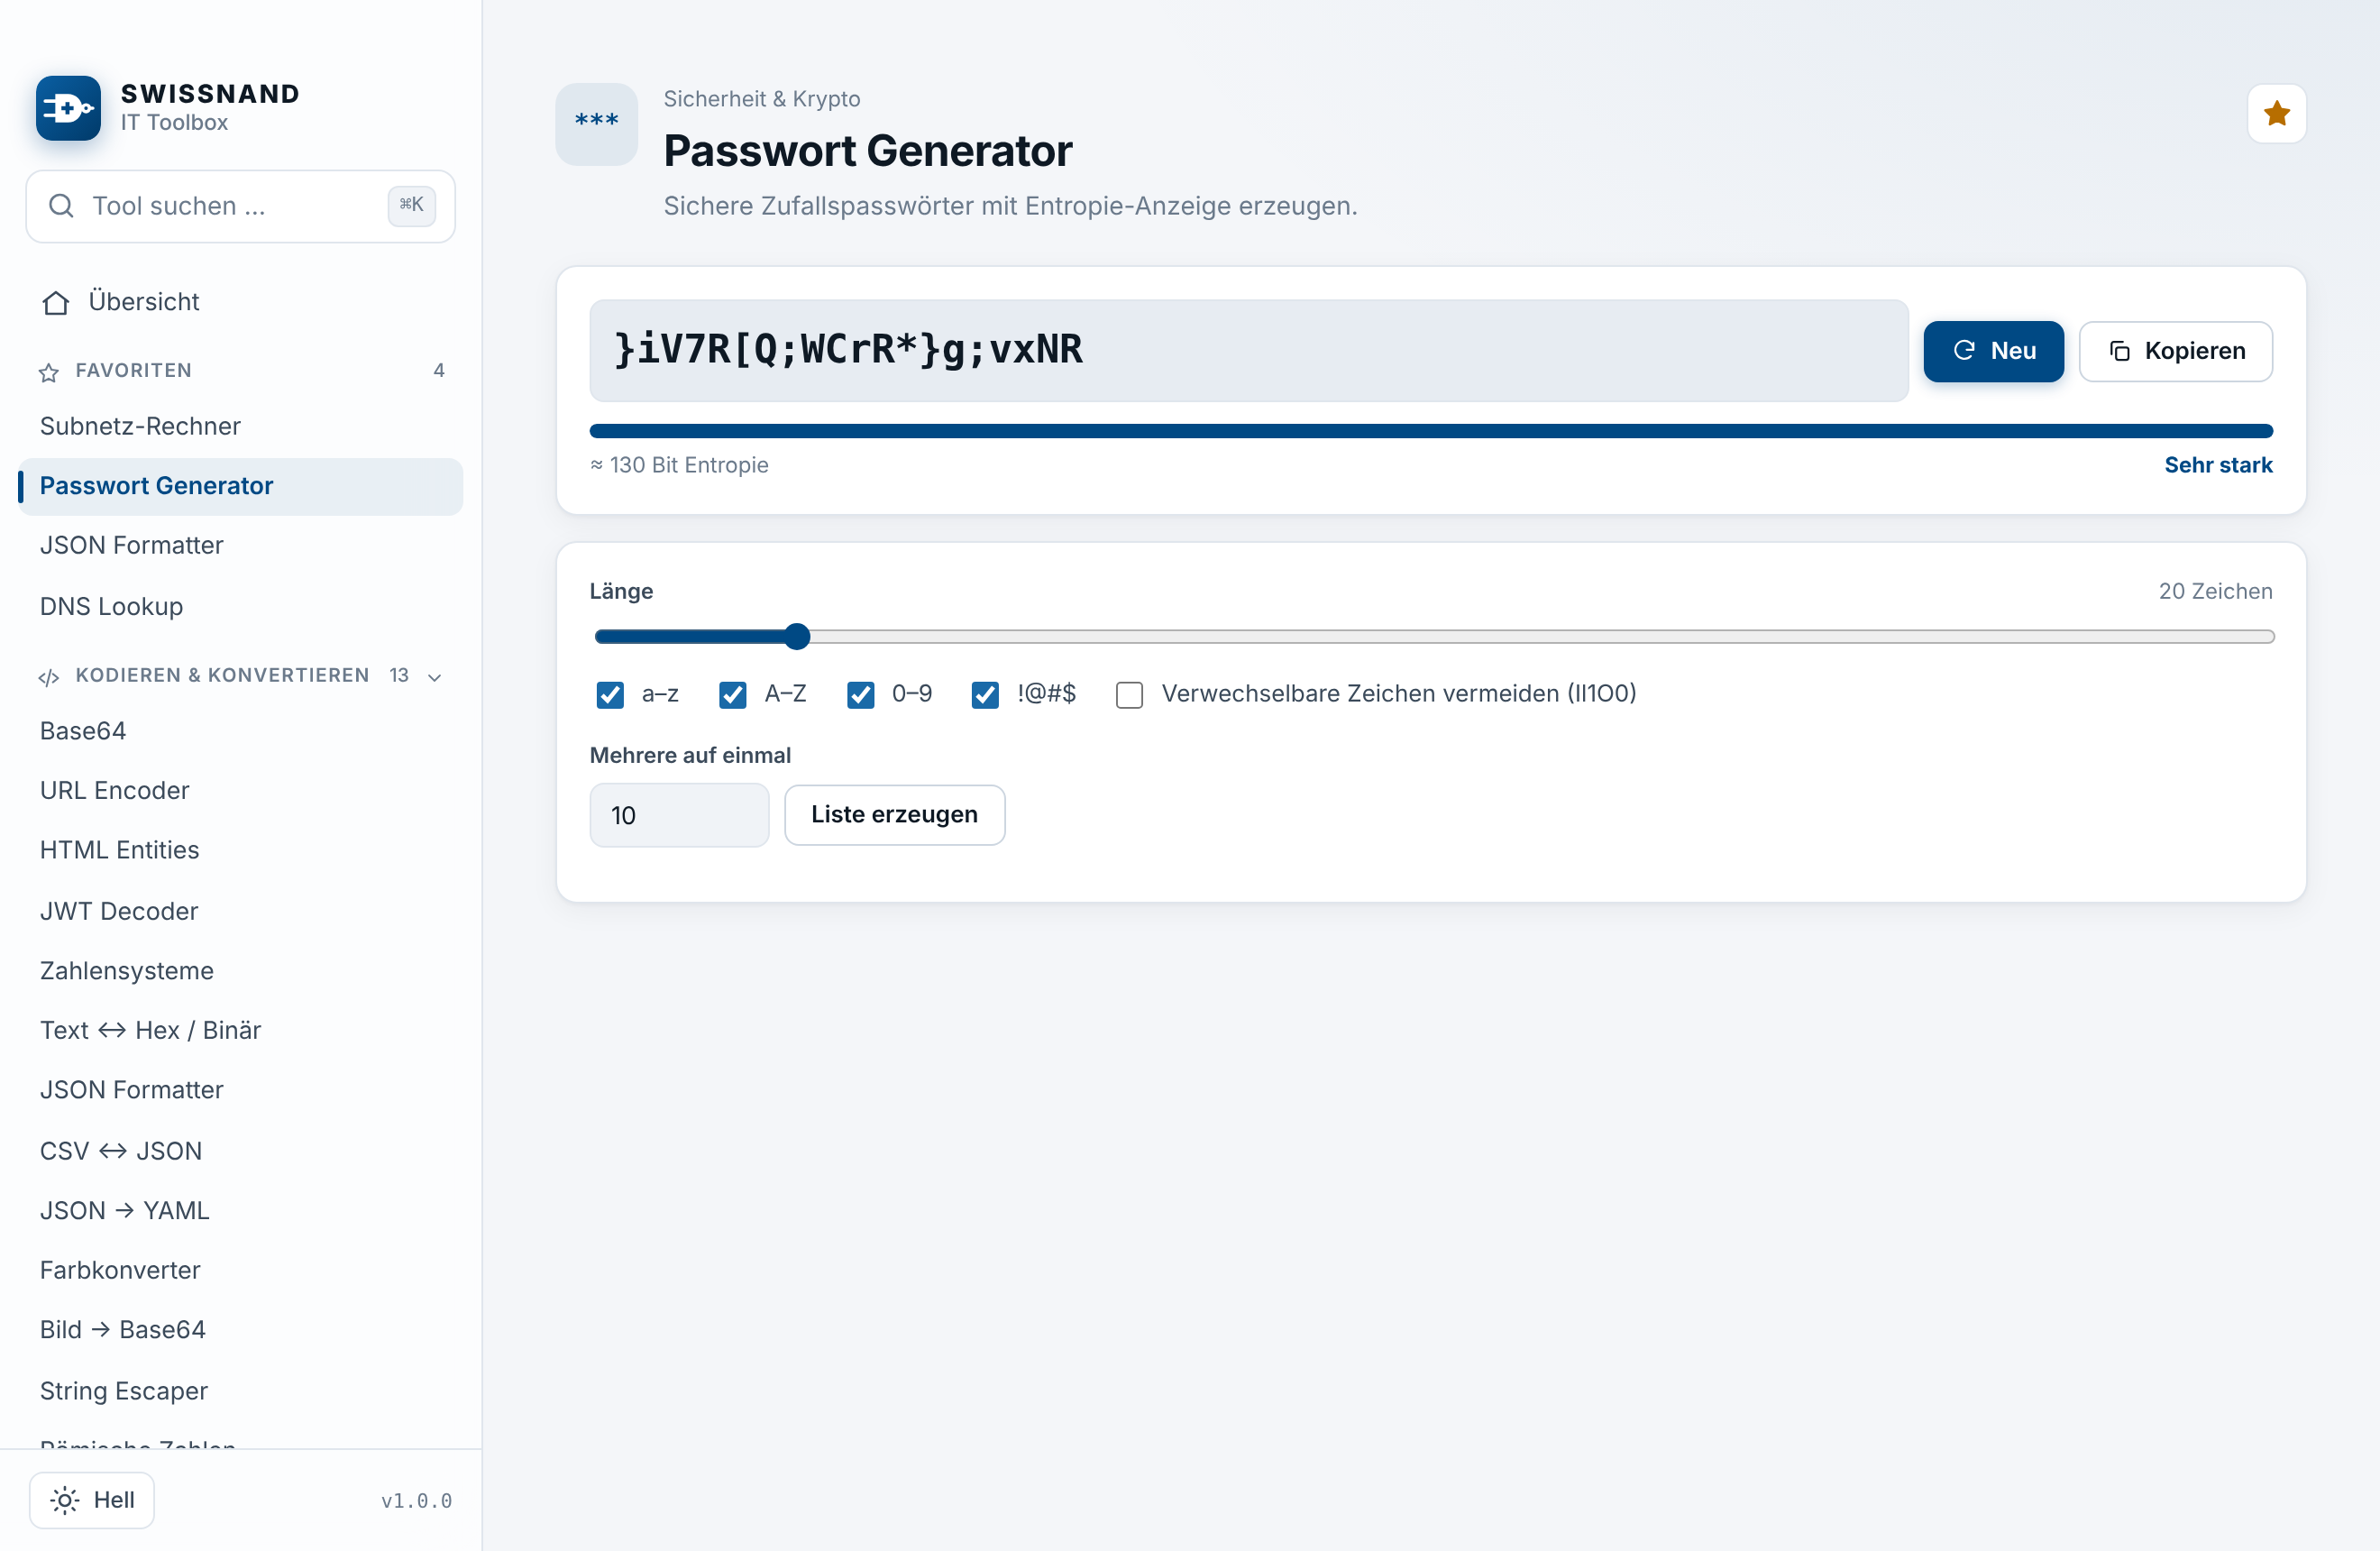 SWISSNAND
IT Toolbox
Tool suchen ...
⌘K
Übersicht
FAVORITEN 4
Subnetz-Rechner
Passwort Generator
JSON Formatter
DNS Lookup
KODIEREN & KONVERTIEREN 13
Base64
URL Encoder
HTML Entities
JWT Decoder
Zahlensysteme
Text ↔ Hex / Binär
JSON Formatter
CSV ↔ JSON
JSON → YAML
Farbkonverter
Bild → Base64
String Escaper
Römische Zahlen
Hell
v1.0.0
***
Sicherheit & Krypto
Passwort Generator
Sichere Zufallspasswörter mit Entropie-Anzeige erzeugen.
}iV7R[Q;WCrR*}g;vxNR
Neu
Kopieren
≈ 130 Bit Entropie
Sehr stark
Länge
20 Zeichen
a–z A–Z 0–9 !@#$ Verwechselbare Zeichen vermeiden (Il1O0)
Mehrere auf einmal
10
Liste erzeugen